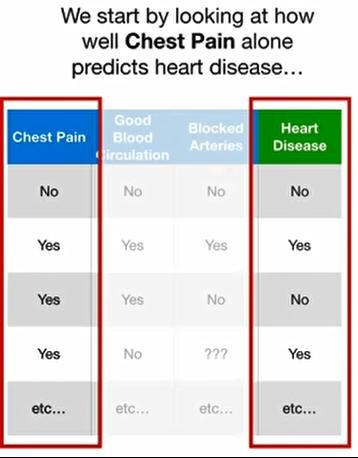 We start by looking at how
well Chest Pain alone
predicts heart disease…
Chest Pain Good Blood Circulation Blocked Arteries Heart Disease
No No No No
Yes Yes Yes Yes
Yes Yes No No
Yes No ??? Yes
etc… etc… etc… etc…